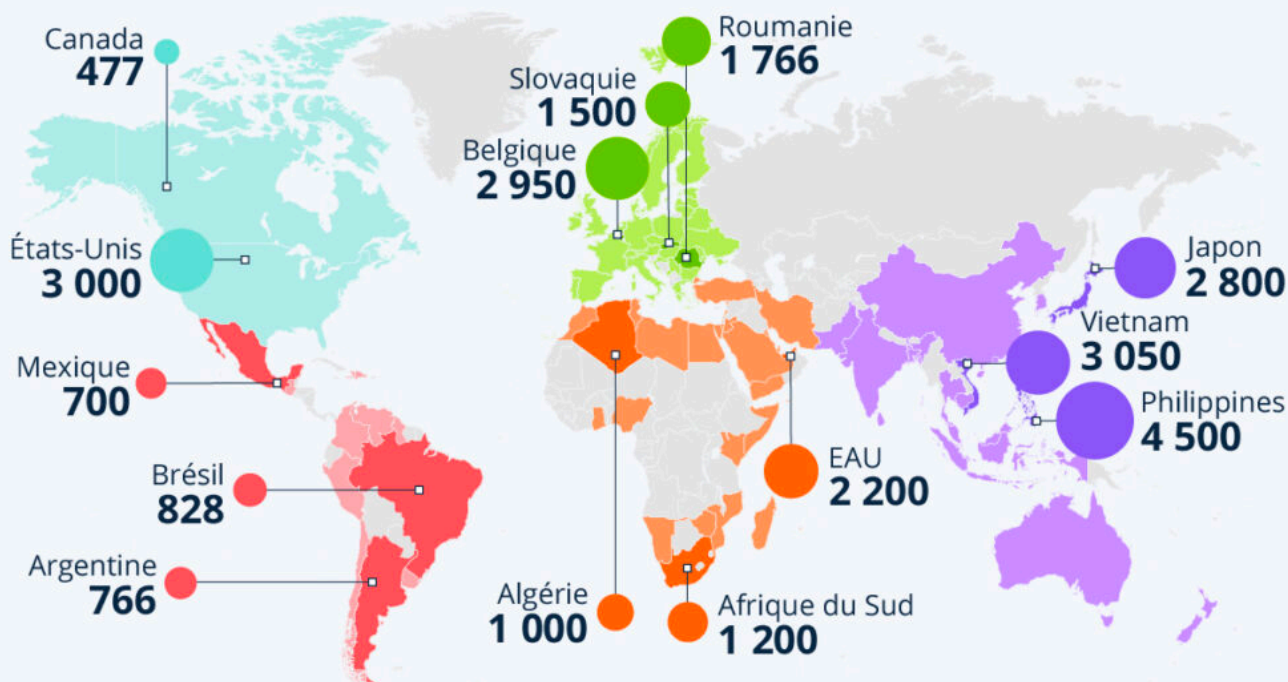 Canada
477
Roumanie
1 766
Slovaquie
1 500
Belgique
2 950
États-Unis
3 000
Japon
2 800
Vietnam
3 050
Mexique
700
Philippines
4 500
Brésil
828
EAU
2 200
Argentine
766
Algérie
1 000
Afrique du Sud
1 200